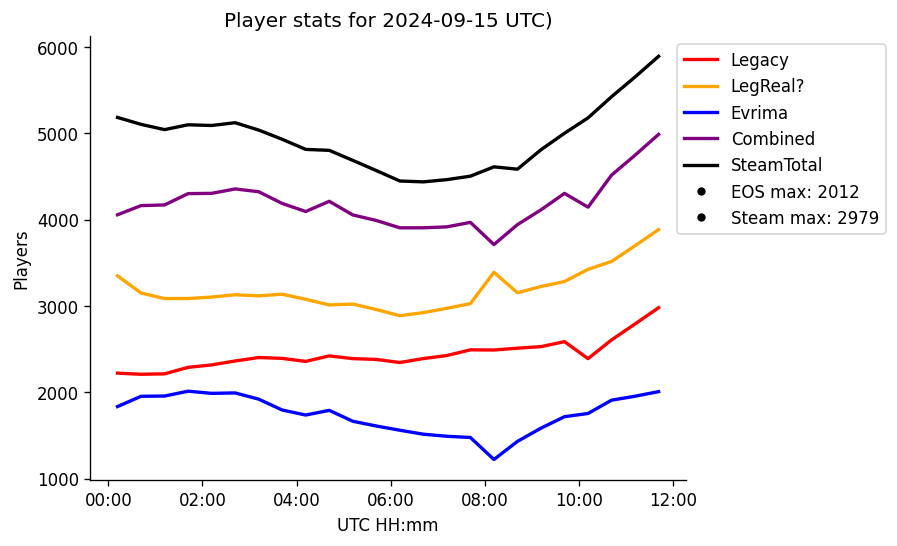 Player stats for 2024-09-15 UTC)
6000
5000
4000
3000
2000
1000
Players
00:00 02:00 04:00 06:00 08:00 10:00 12:00
UTC HH:mm
Legacy
LegReal?
Evrima
Combined
SteamTotal
EOS max: 2012
Steam max: 2979